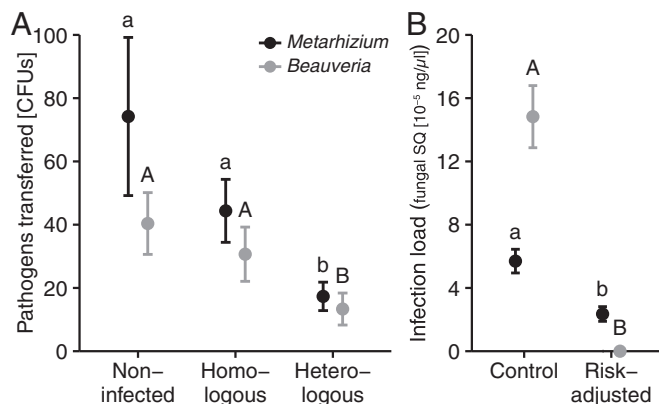 A
Pathogens transferred [CFUs]
100
80
60
40
20
0
Metarhizium
Beauveria
a
A
a
A
b
B
Non–
infected
Homo–
logous
Hetero–
logous
B
Infection load (fungal SQ [10⁻⁵ ng/µl])
20
16
12
8
4
0
a
A
b
B
Control
Risk–
adjusted